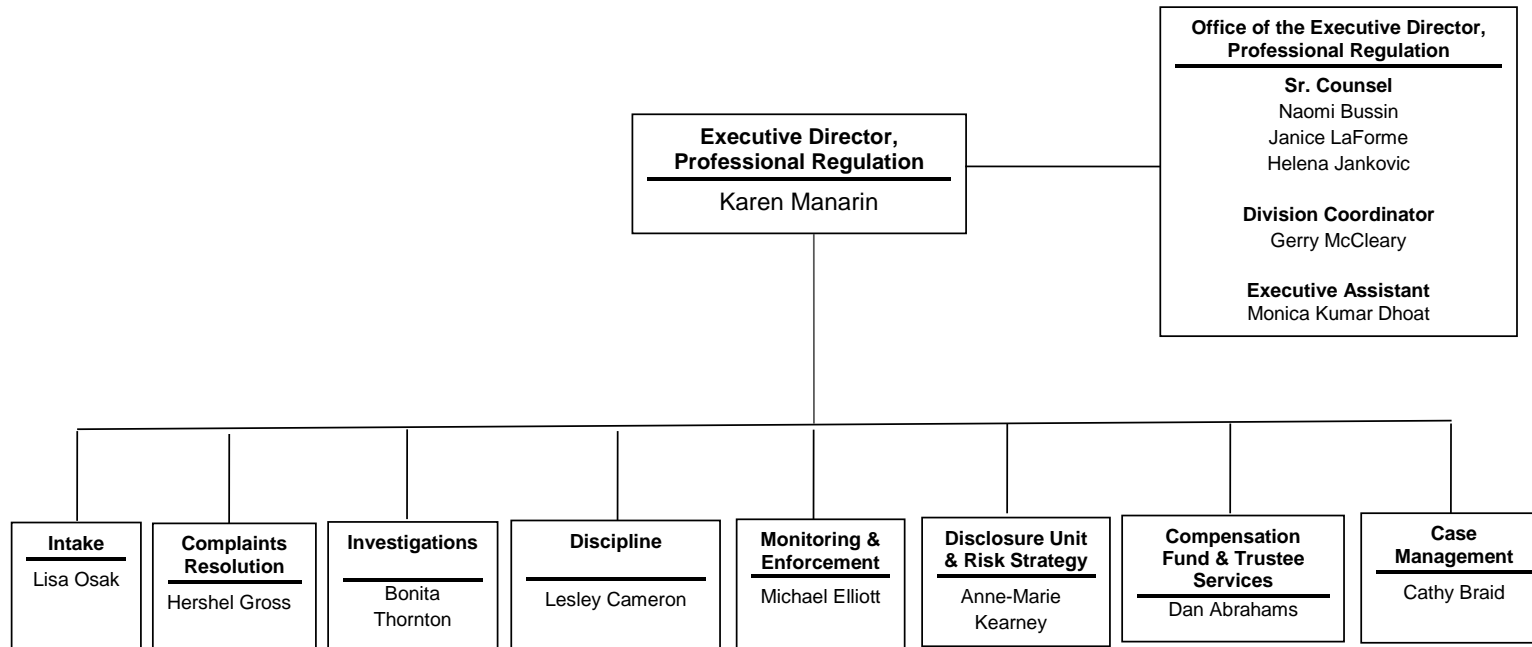 Office of the Executive Director,
Professional Regulation
Sr. Counsel
Naomi Bussin
Janice LaForme
Helena Jankovic
Division Coordinator
Gerry McCleary
Executive Assistant
Monica Kumar Dhoat
Executive Director,
Professional Regulation
Karen Manarin
Intake
Lisa Osak
Complaints
Resolution
Hershel Gross
Investigations
Bonita
Thornton
Discipline
Lesley Cameron
Monitoring &
Enforcement
Michael Elliott
Disclosure Unit
& Risk Strategy
Anne-Marie
Kearney
Compensation
Fund & Trustee
Services
Dan Abrahams
Case
Management
Cathy Braid